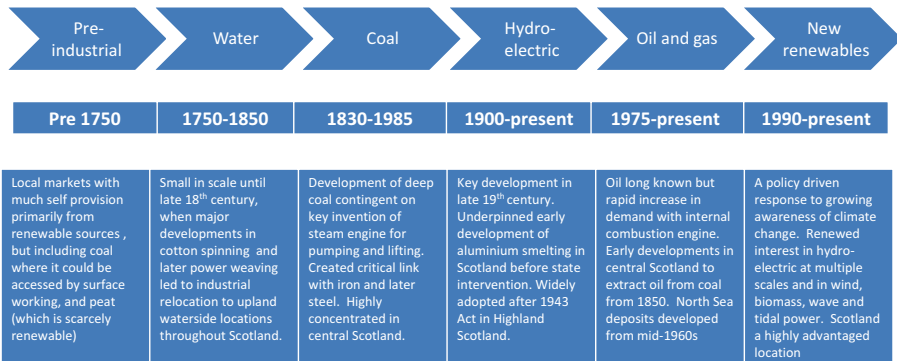 Pre-
industrial
Water
Coal
Hydro-
electric
Oil and gas
New
renewables
Pre 1750
1750-1850
1830-1985
1900-present
1975-present
1990-present
Local markets with
much self provision
primarily from
renewable sources ,
but including coal
where it could be
accessed by surface
working, and peat
(which is scarcely
renewable)
Small in scale until
late 18th century,
when major
developments in
cotton spinning and
later power weaving
led to industrial
relocation to upland
waterside locations
throughout Scotland.
Development of deep
coal contingent on
key invention of
steam engine for
pumping and lifting.
Created critical link
with iron and later
steel. Highly
concentrated in
central Scotland.
Key development in
late 19th century.
Underpinned early
development of
aluminium smelting in
Scotland before state
intervention. Widely
adopted after 1943
Act in Highland
Scotland.
Oil long known but
rapid increase in
demand with internal
combustion engine.
Early developments in
central Scotland to
extract oil from coal
from 1850. North Sea
deposits developed
from mid-1960s
A policy driven
response to growing
awareness of climate
change. Renewed
interest in hydro-
electric at multiple
scales and in wind,
biomass, wave and
tidal power. Scotland
a highly advantaged
location